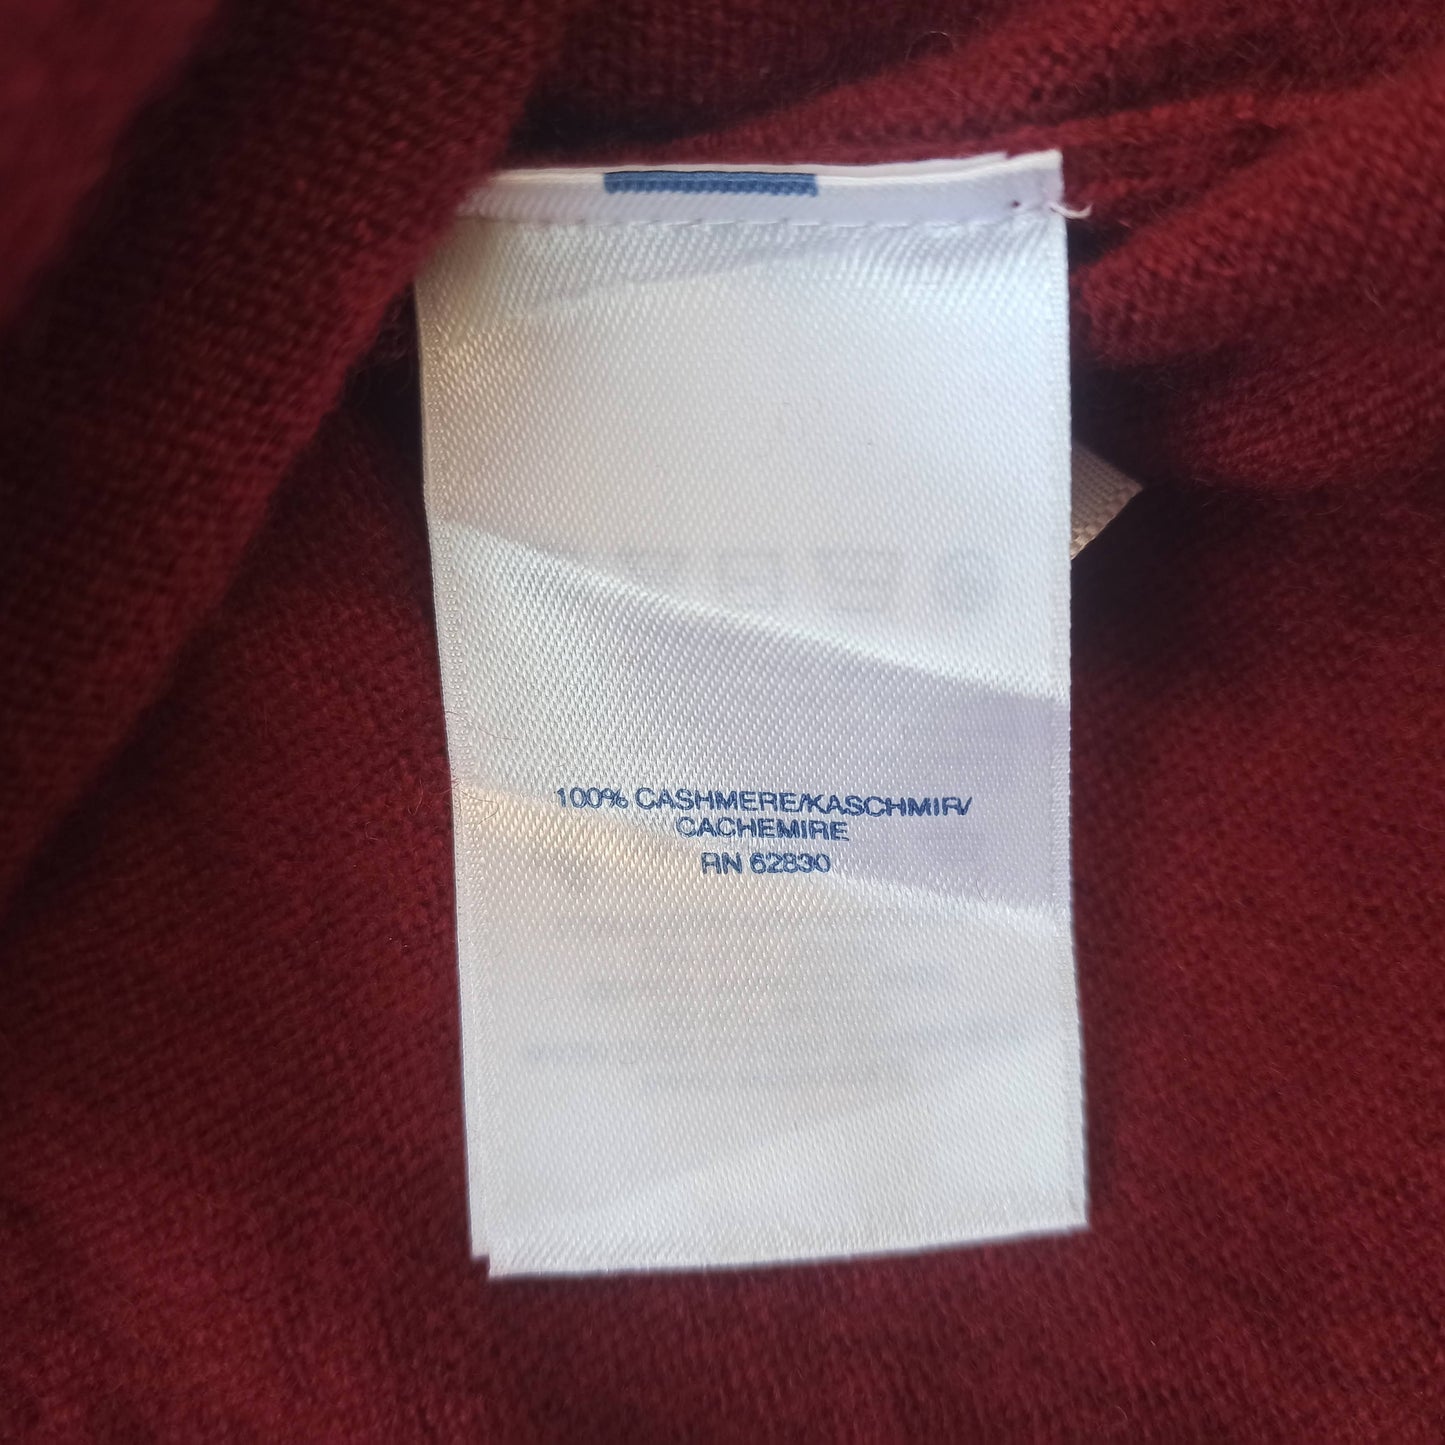 100% CASHMERE/KASCHMIR/
CACHEMIRE
RN 62830